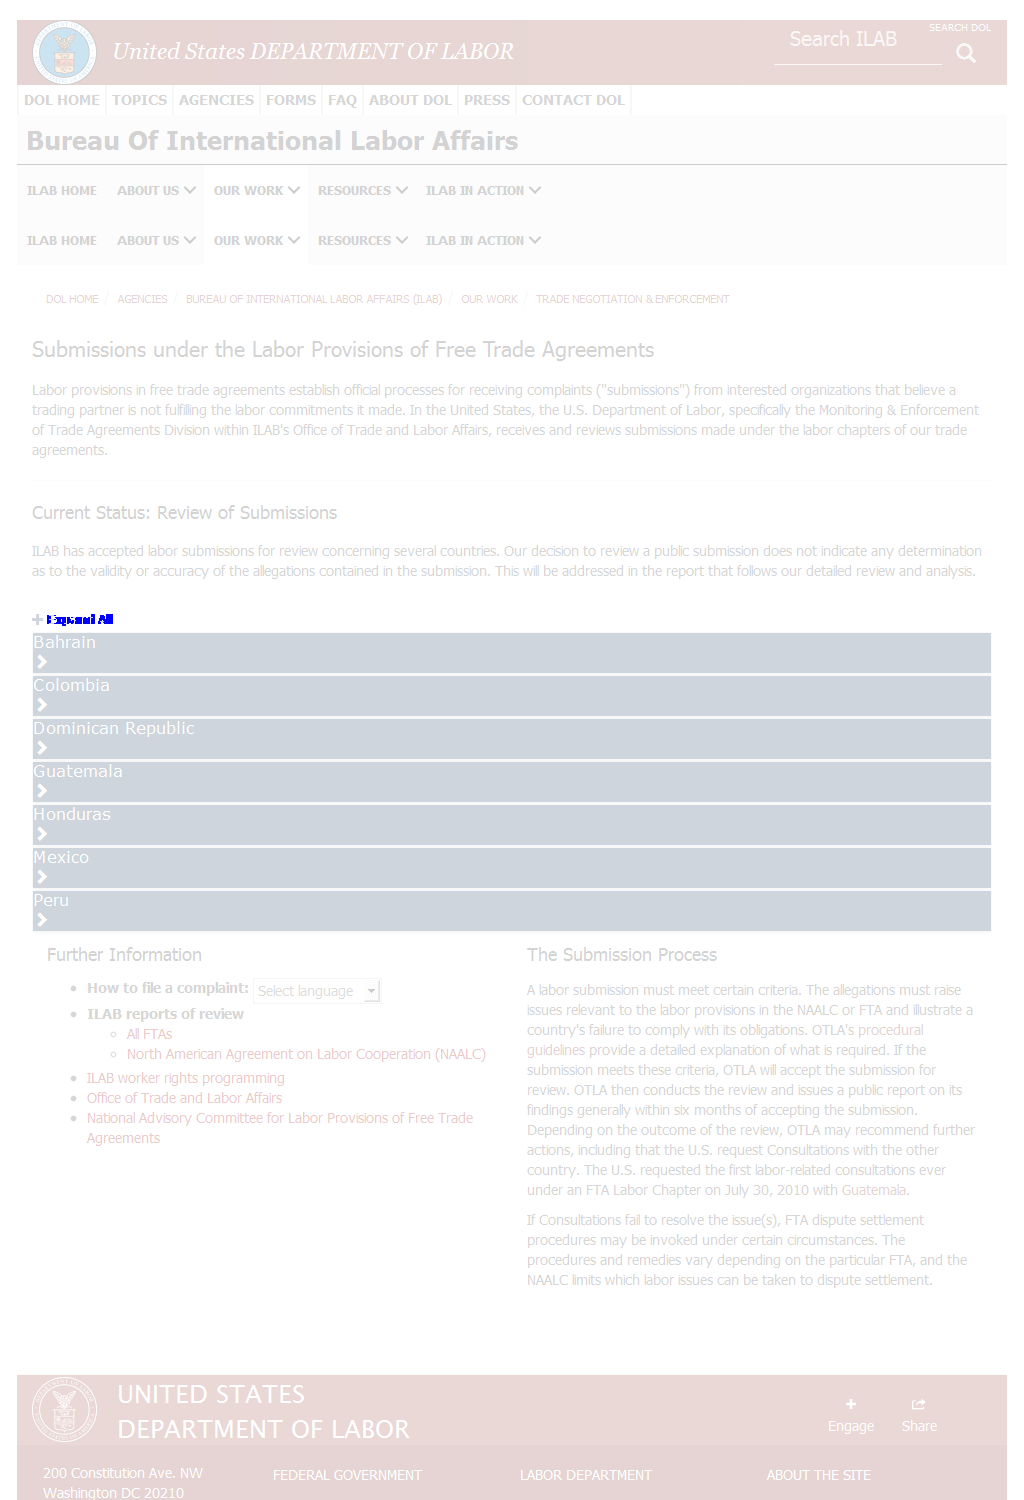 United States DEPARTMENT OF LABOR
Search ILAB
SEARCH DOL
DOL HOME TOPICS AGENCIES FORMS FAQ ABOUT DOL PRESS CONTACT DOL
Bureau Of International Labor Affairs
ILAB HOME ABOUT US OUR WORK RESOURCES ILAB IN ACTION
ILAB HOME ABOUT US OUR WORK RESOURCES ILAB IN ACTION
DOL HOME / AGENCIES / BUREAU OF INTERNATIONAL LABOR AFFAIRS (ILAB) / OUR WORK / TRADE NEGOTIATION & ENFORCEMENT
Submissions under the Labor Provisions of Free Trade Agreements
Labor provisions in free trade agreements establish official processes for receiving complaints ("submissions") from interested organizations that believe a
trading partner is not fulfilling the labor commitments it made. In the United States, the U.S. Department of Labor, specifically the Monitoring & Enforcement
of Trade Agreements Division within ILAB's Office of Trade and Labor Affairs, receives and reviews submissions made under the labor chapters of our trade
agreements.
Current Status: Review of Submissions
ILAB has accepted labor submissions for review concerning several countries. Our decision to review a public submission does not indicate any determination
as to the validity or accuracy of the allegations contained in the submission. This will be addressed in the report that follows our detailed review and analysis.
Expand All
Bahrain
Colombia
Dominican Republic
Guatemala
Honduras
Mexico
Peru
Further Information
How to file a complaint: Select language
ILAB reports of review
All FTAs
North American Agreement on Labor Cooperation (NAALC)
ILAB worker rights programming
Office of Trade and Labor Affairs
National Advisory Committee for Labor Provisions of Free Trade
Agreements
The Submission Process
A labor submission must meet certain criteria. The allegations must raise
issues relevant to the labor provisions in the NAALC or FTA and illustrate a
country's failure to comply with its obligations. OTLA's procedural
guidelines provide a detailed explanation of what is required. If the
submission meets these criteria, OTLA will accept the submission for
review. OTLA then conducts the review and issues a public report on its
findings generally within six months of accepting the submission.
Depending on the outcome of the review, OTLA may recommend further
actions, including that the U.S. request Consultations with the other
country. The U.S. requested the first labor-related consultations ever
under an FTA Labor Chapter on July 30, 2010 with Guatemala.
If Consultations fail to resolve the issue(s), FTA dispute settlement
procedures may be invoked under certain circumstances. The
procedures and remedies vary depending on the particular FTA, and the
NAALC limits which labor issues can be taken to dispute settlement.
UNITED STATES
DEPARTMENT OF LABOR
Engage Share
200 Constitution Ave. NW
Washington DC 20210
FEDERAL GOVERNMENT
LABOR DEPARTMENT
ABOUT THE SITE